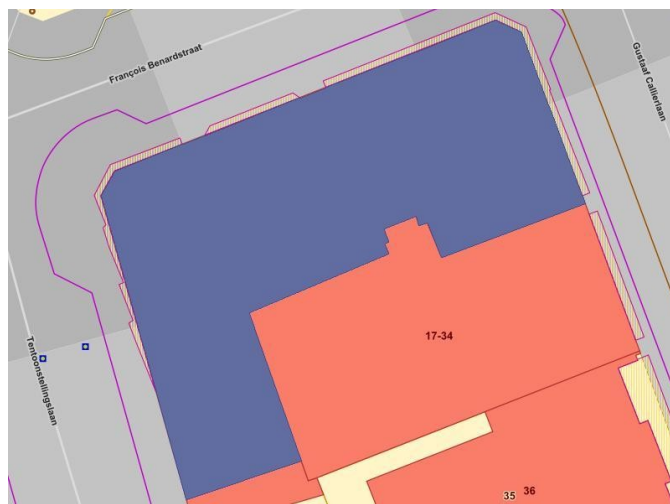 François Benardstraat
Gustaaf Callierlaan
17-34
Tentoonstellingslaan
35
36